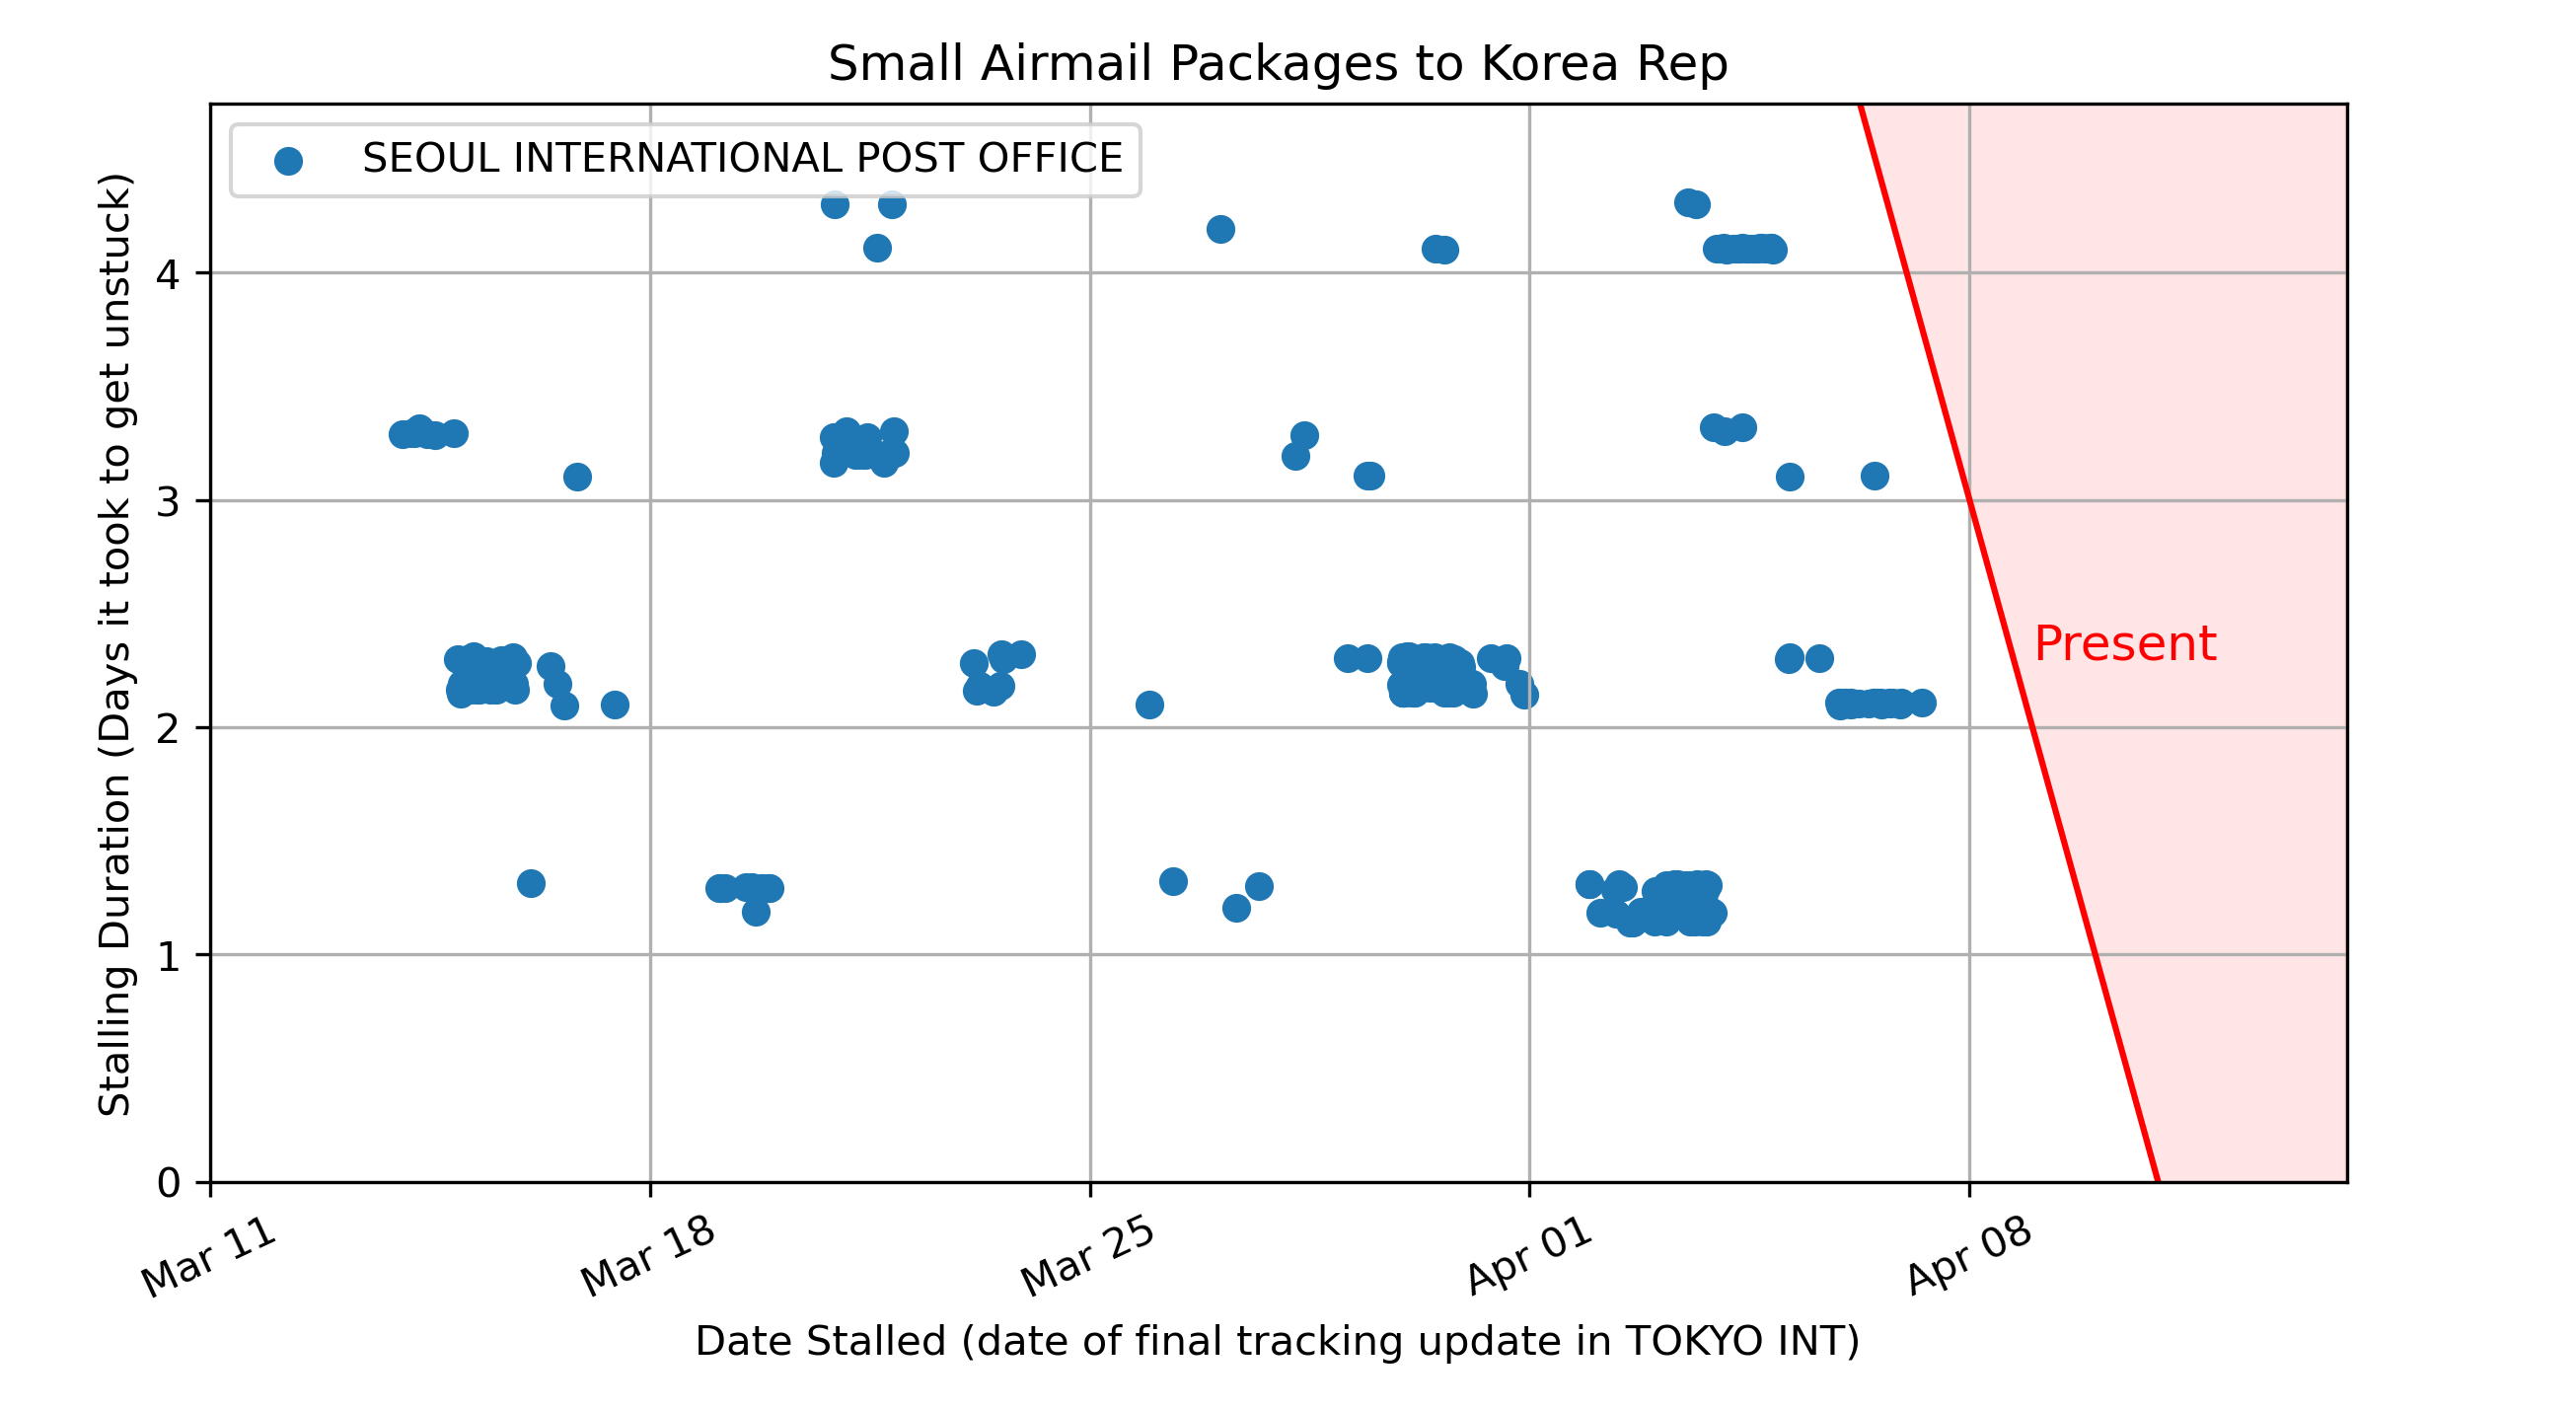 Small Airmail Packages to Korea Rep
SEOUL INTERNATIONAL POST OFFICE
Stalling Duration (Days it took to get unstuck)
4
3
2
1
0
Present
Mar 11
Mar 18
Mar 25
Apr 01
Apr 08
Date Stalled (date of final tracking update in TOKYO INT)